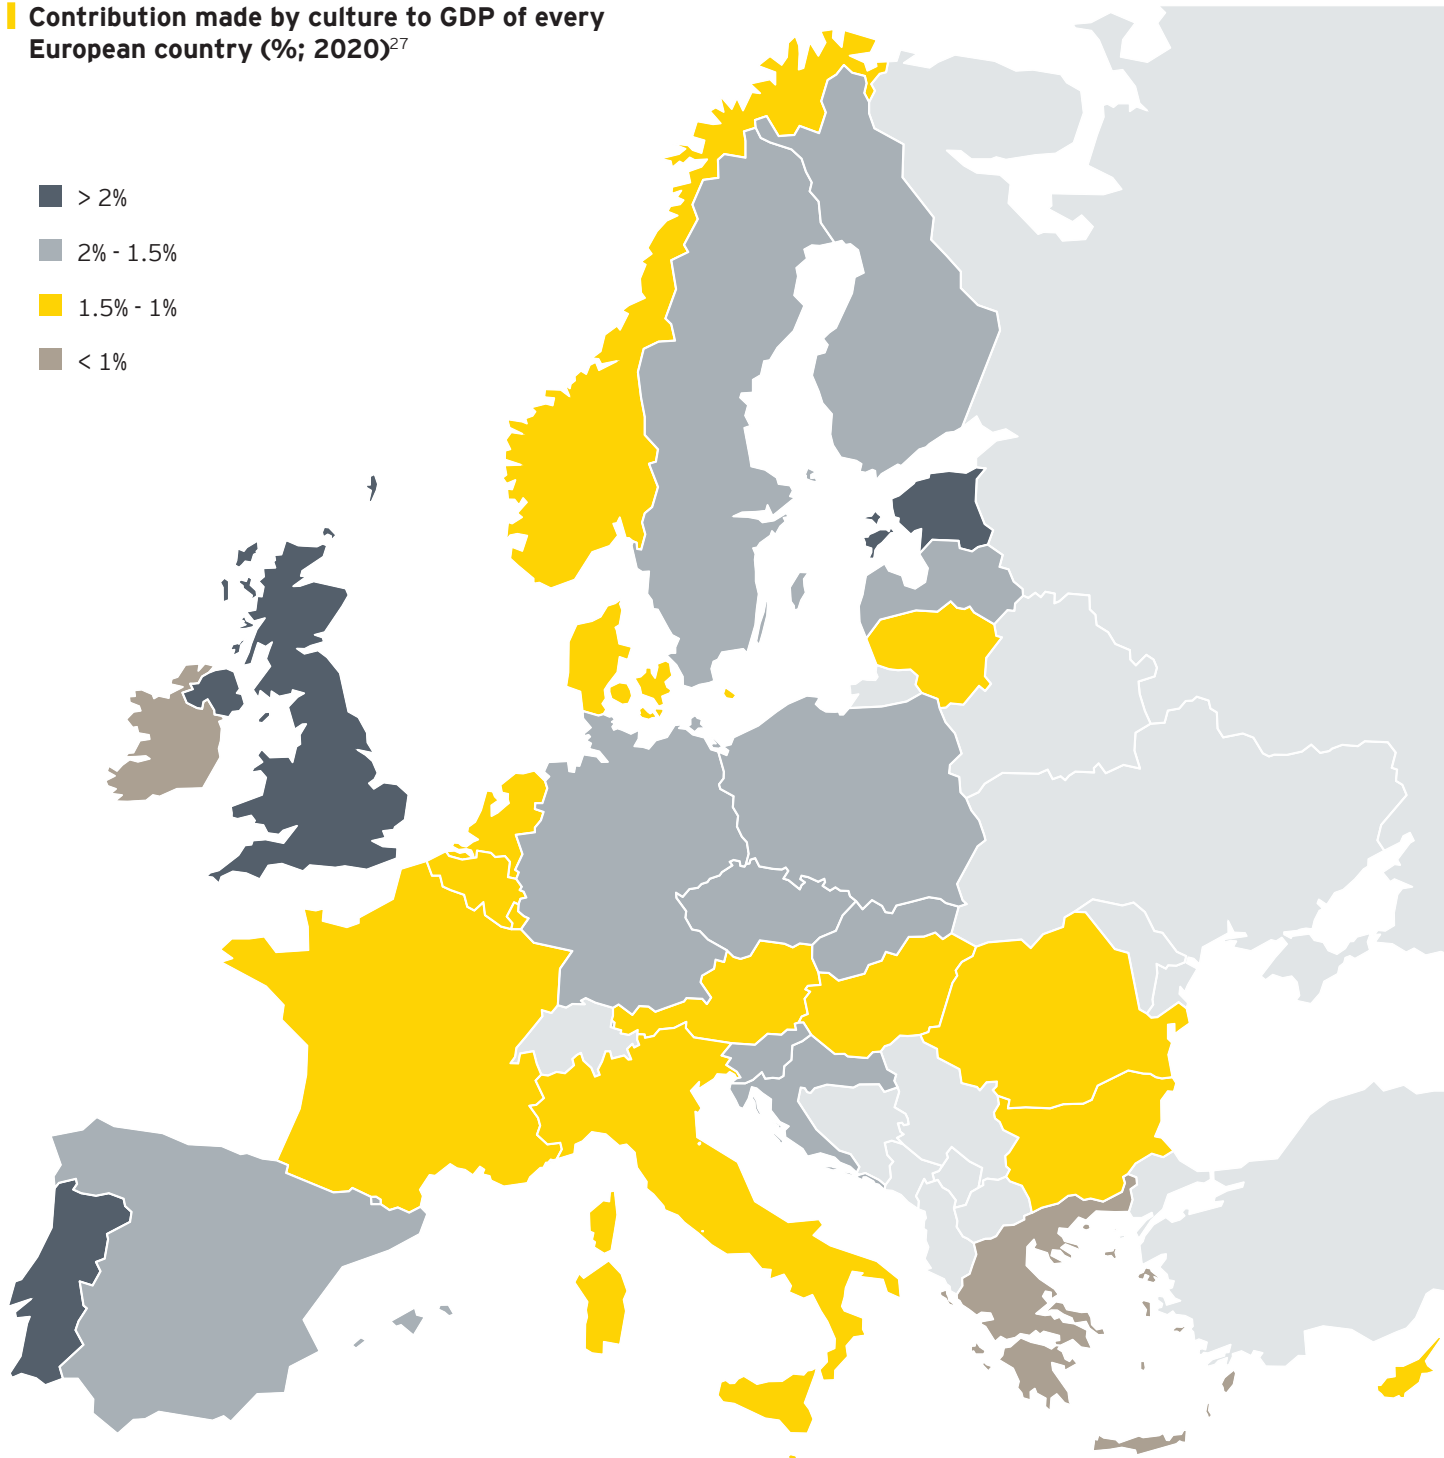 Contribution made by culture to GDP of every
European country (%; 2020)27
> 2%
2% - 1.5%
1.5% - 1%
< 1%